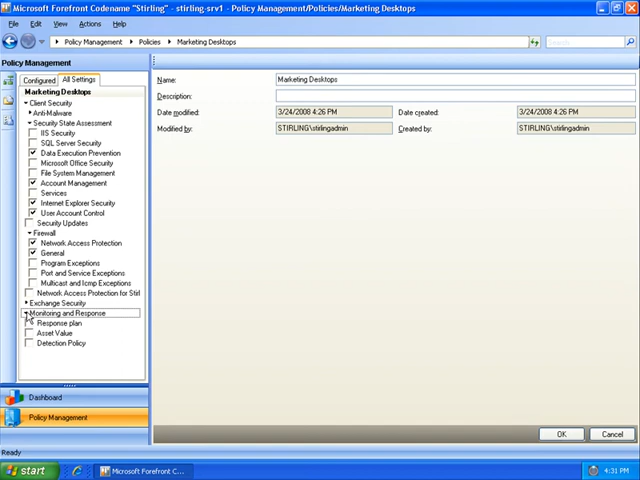 Microsoft Forefront Codename "Stirling" - stirling-srv1 - Policy Management/Policies/Marketing Desktops
File View Actions Help
Policy Management Policies Marketing Desktops Search
Policy Management
Configured All Settings
Marketing Desktops
Client Security
Anti-Malware
Security State Assessment
IIS Security
SQL Server Security
Data Execution Prevention
Microsoft Office Security
File System Management
Account Management
Services
Internet Explorer Security
User Account Control
Security Updates
Firewall
Network Access Protection
General
Program Exceptions
Port and Service Exceptions
Multicast and Icmp Exceptions
Network Access Protection for Stirl
Exchange Security
Monitoring and Response
Response plan
Asset Value
Detection Policy
Name: Marketing Desktops
Description:
Date modified: 3/24/2008 4:26 PM Date created: 3/24/2008 4:26 PM
Modified by: STIRLING\stirlingadmin Created by: STIRLING\stirlingadmin
Dashboard
Policy Management
OK Cancel
Ready
start Microsoft Forefront C... 4:31 PM